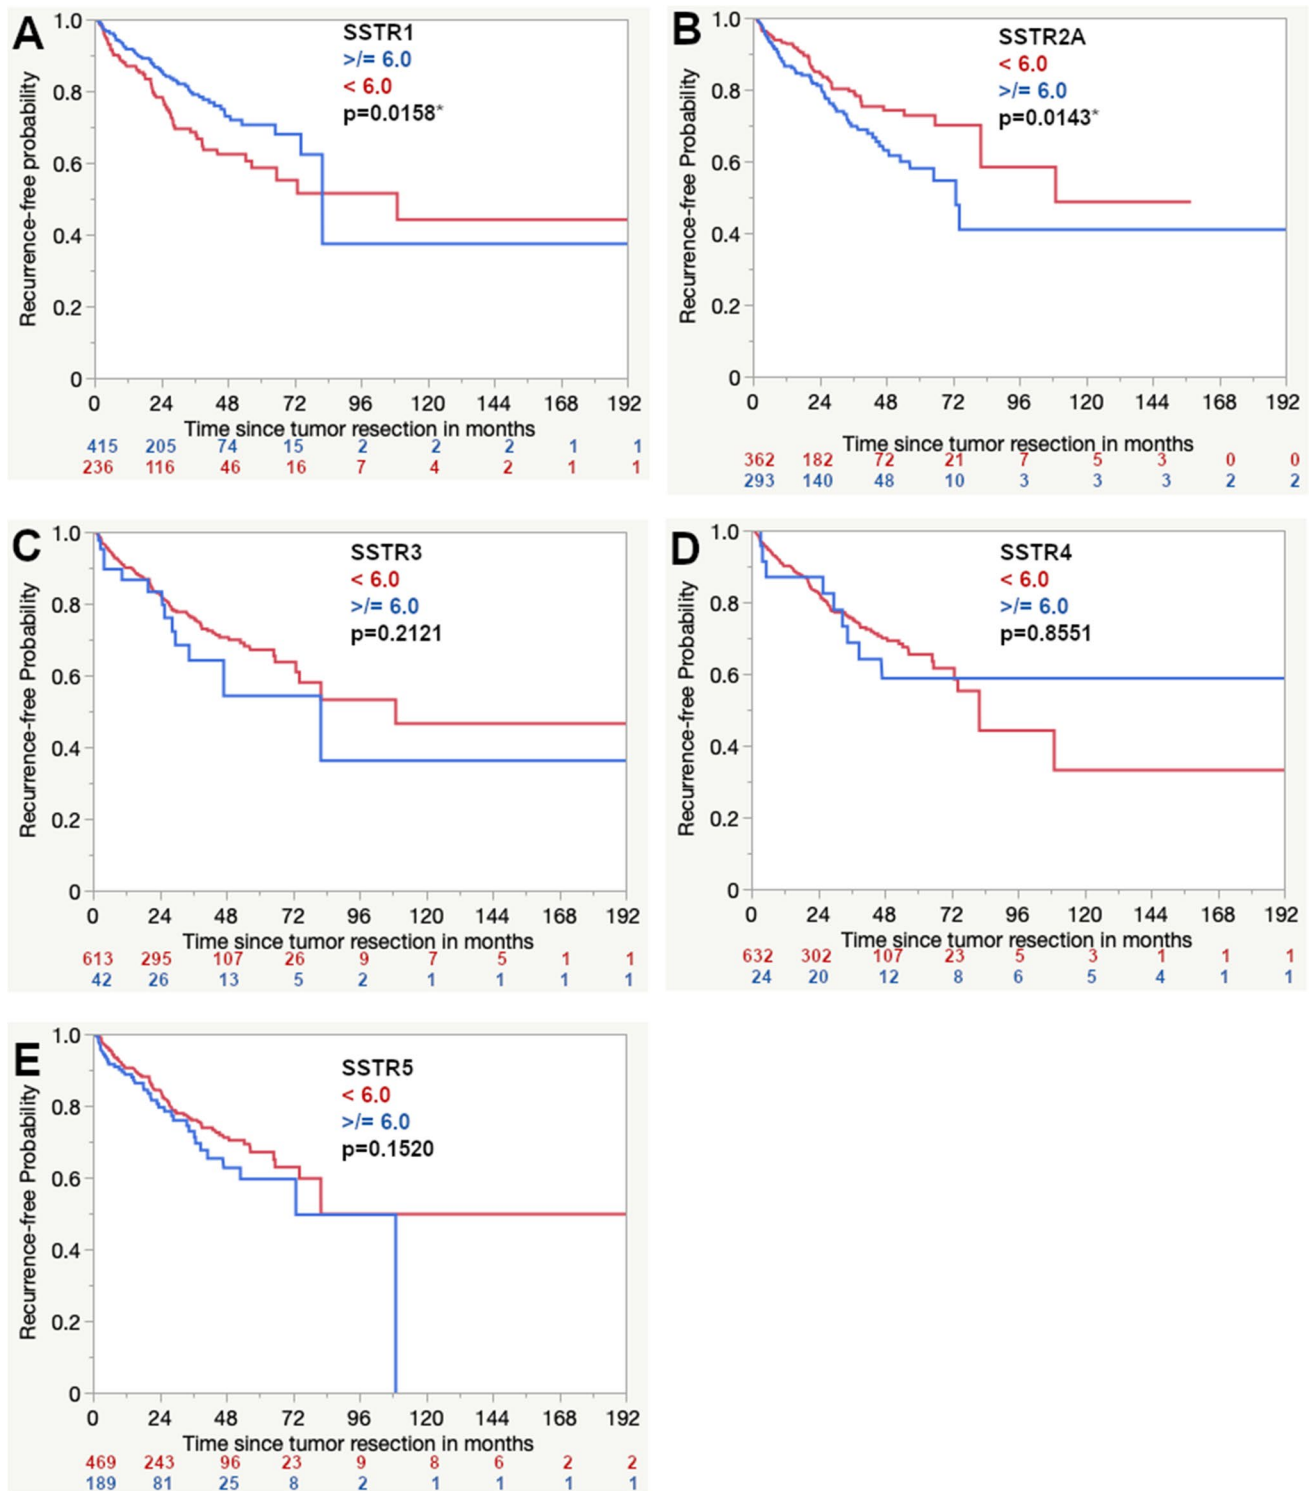 A
SSTR1
>/= 6.0
< 6.0
p=0.0158*
Recurrence-free probability
1.0
0.8
0.6
0.4
0.2
0
0 24 48 72 96 120 144 168 192
Time since tumor resection in months
415 205 74 15 2 2 2 1 1
236 116 46 16 7 4 2 1 1
B
SSTR2A
< 6.0
>/= 6.0
p=0.0143*
Recurrence-free Probability
1.0
0.8
0.6
0.4
0.2
0
0 24 48 72 96 120 144 168 192
Time since tumor resection in months
362 182 72 21 7 5 3 0 0
293 140 48 10 3 3 3 2 2
C
SSTR3
< 6.0
>/= 6.0
p=0.2121
Recurrence-free Probability
1.0
0.8
0.6
0.4
0.2
0
0 24 48 72 96 120 144 168 192
Time since tumor resection in months
613 295 107 26 9 7 5 1 1
42 26 13 5 2 1 1 1 1
D
SSTR4
< 6.0
>/= 6.0
p=0.8551
Recurrence-free Probability
1.0
0.8
0.6
0.4
0.2
0
0 24 48 72 96 120 144 168 192
Time since tumor resection in months
632 302 107 23 5 3 1 1 1
24 20 12 8 6 5 4 1 1
E
SSTR5
< 6.0
>/= 6.0
p=0.1520
Recurrence-free Probability
1.0
0.8
0.6
0.4
0.2
0
0 24 48 72 96 120 144 168 192
Time since tumor resection in months
469 243 96 23 9 8 6 2 2
189 81 25 8 2 1 1 1 1